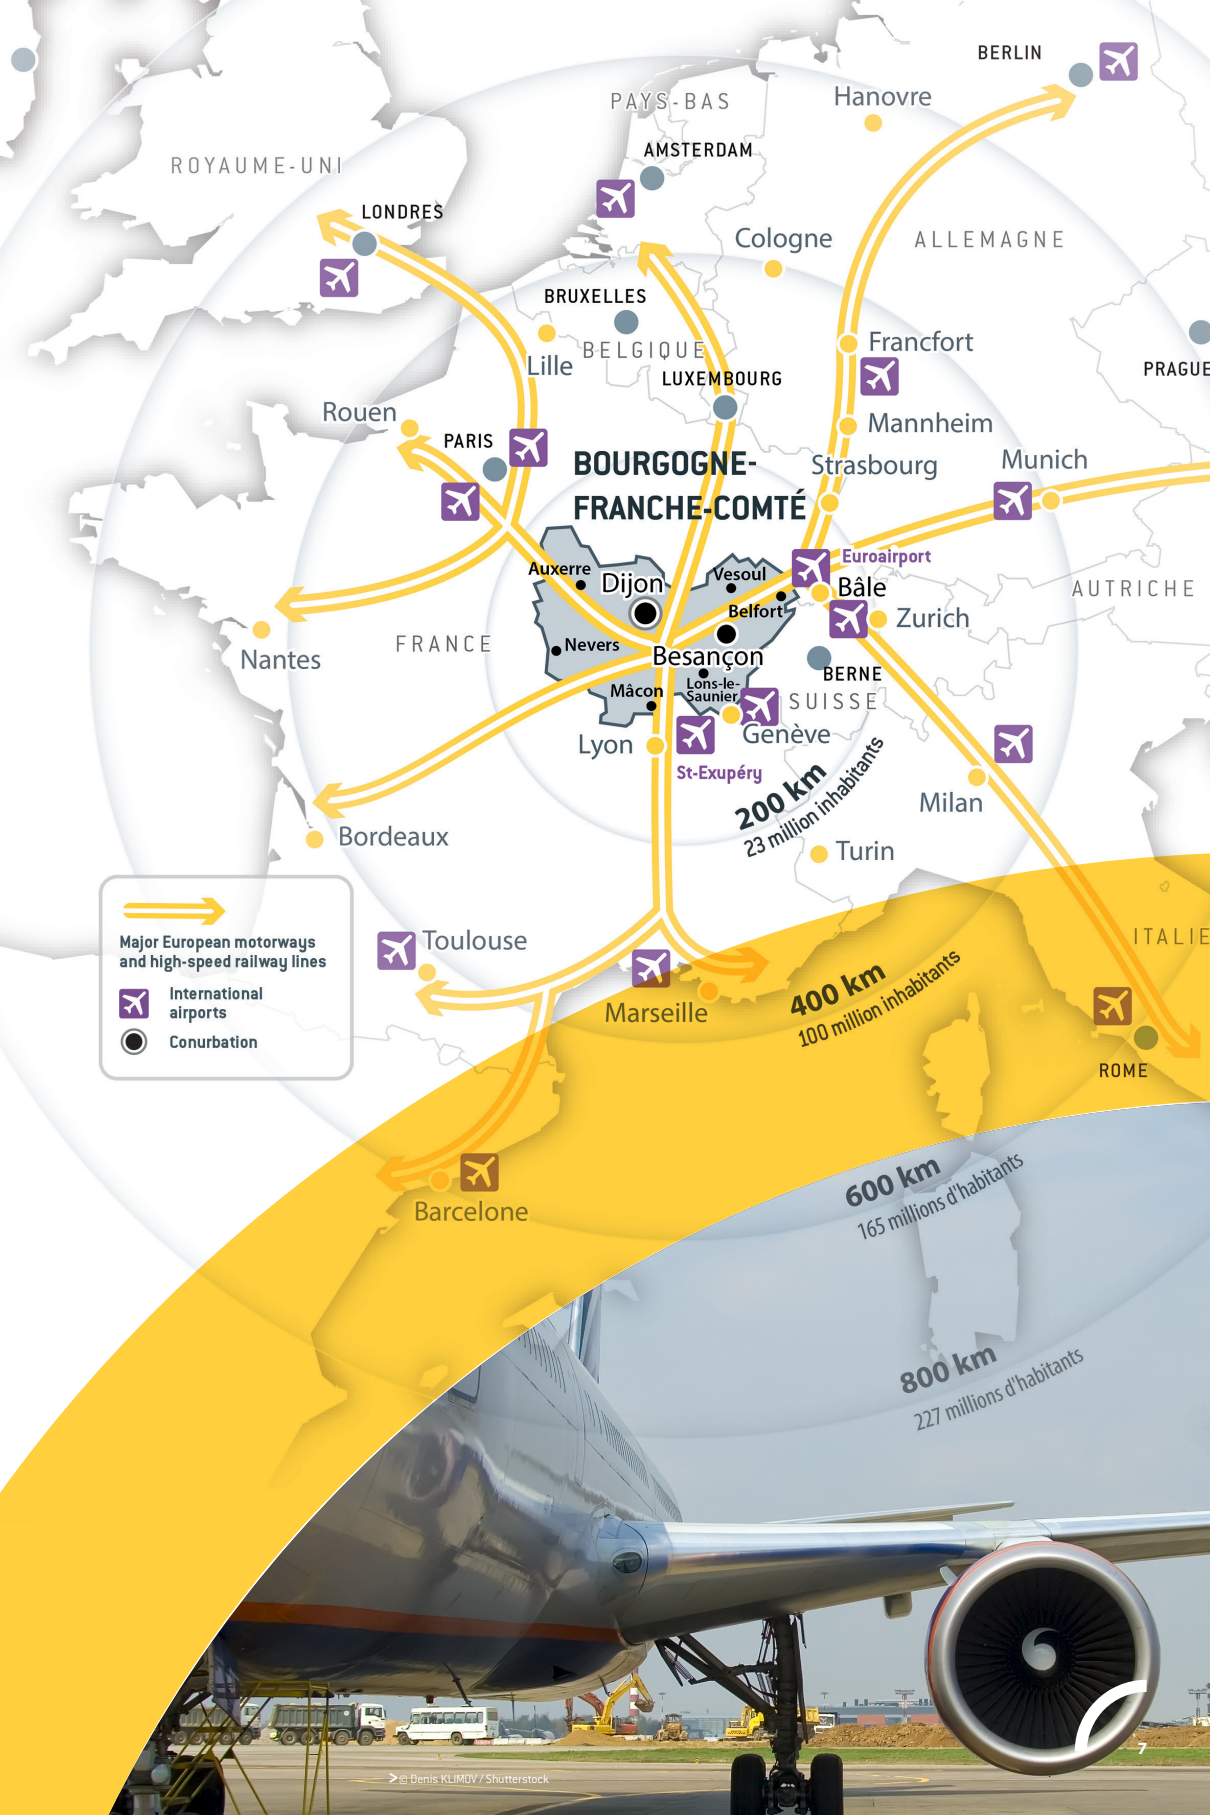 BERLIN
Hanovre
PAYS-BAS
AMSTERDAM
ROYAUME-UNI
LONDRES
Cologne
ALLEMAGNE
BRUXELLES
Francfort
BELGIQUE
Lille
LUXEMBOURG
PRAGUE
Rouen
PARIS
Mannheim
BOURGOGNE-
FRANCHE-COMTÉ
Strasbourg
Munich
Euroairport
Auxerre
Dijon
Vesoul
Bâle
AUTRICHE
Belfort
Zurich
FRANCE
Nevers
Besançon
Nantes
BERNE
Mâcon
Lons-le-
Saunier
SUISSE
Lyon
Genève
St-Exupéry
200 km
23 million inhabitants
Milan
Bordeaux
Turin
Major European motorways
and high-speed railway lines
International
airports
Conurbation
Toulouse
ITALIE
Marseille
400 km
100 million inhabitants
ROME
Barcelone
600 km
165 millions d'habitants
800 km
227 millions d'habitants
7
>© Denis KLIMOV / Shutterstock